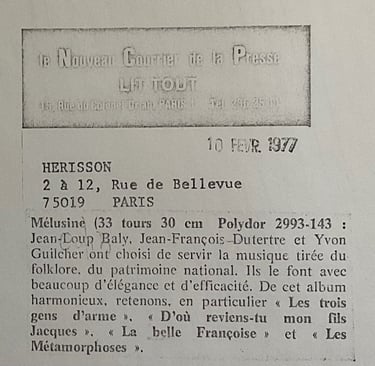 le Nouveau Courrier de la Presse
LIT TOUT
PARIS
10 FEVR. 1977
HERISSON
2 à 12, Rue de Bellevue
75019 PARIS
Mélusine (33 tours 30 cm Polydor 2993-143 :
Jean-Loup Baly, Jean-François-Dutertre et Yvon
Guilcher ont choisi de servir la musique tirée du
folklore, du patrimoine national. Ils le font avec
beaucoup d'élégance et d'efficacité. De cet album
harmonieux, retenons, en particulier « Les trois
gens d'arme ». « D'où reviens-tu mon fils
Jacques ». « La belle Françoise » et « Les
Métamorphoses ».